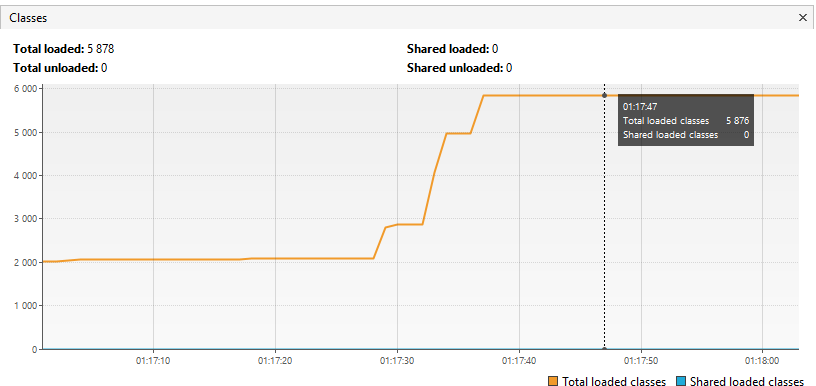 Classes ×
Total loaded: 5 878 Shared loaded: 0
Total unloaded: 0 Shared unloaded: 0
6 000
5 000
4 000
3 000
2 000
1 000
0
01:17:47
Total loaded classes 5 876
Shared loaded classes 0
01:17:10 01:17:20 01:17:30 01:17:40 01:17:50 01:18:00
Total loaded classes Shared loaded classes